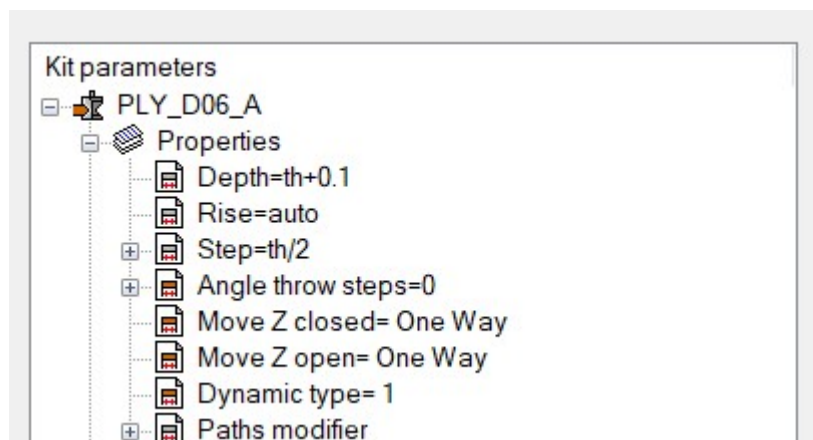 Kit parameters
PLY_D06_A
Properties
Depth=th+0.1
Rise=auto
Step=th/2
Angle throw steps=0
Move Z closed= One Way
Move Z open= One Way
Dynamic type= 1
Paths modifier